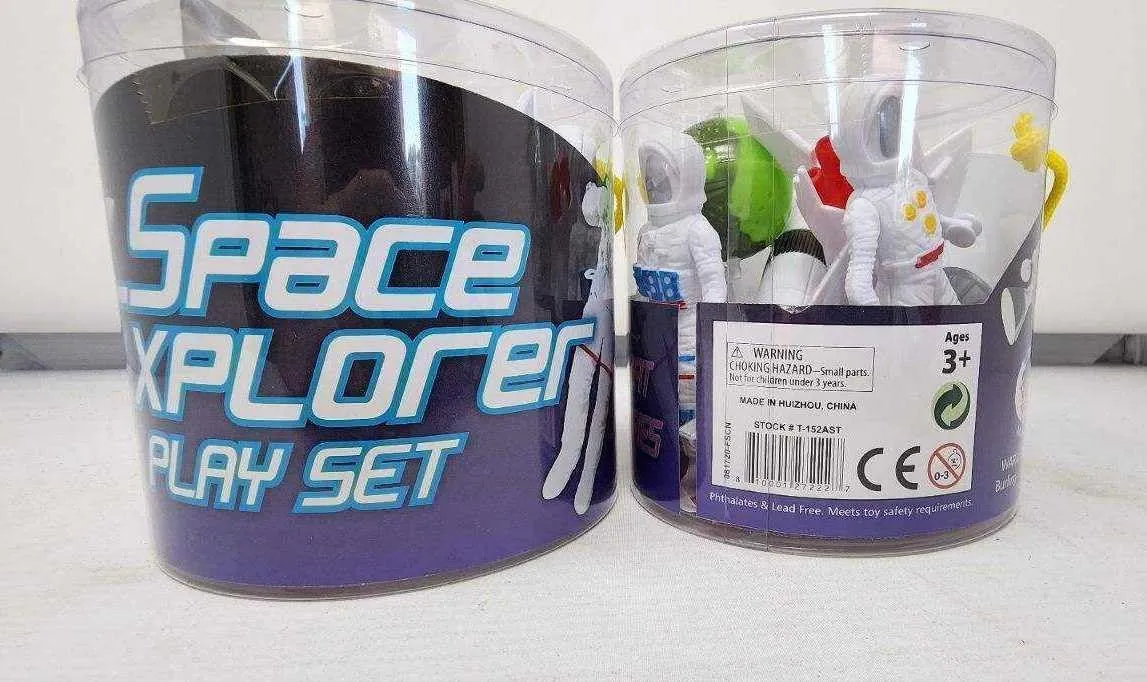 Space
xplorer
PLAY SET
WARNING
CHOKING HAZARD—Small parts.
Not for children under 3 years.
MADE IN HUIZHOU, CHINA
STOCK # T-152AST
Ages
3+
CE
0-3
Phthalates & Lead Free. Meets toy safety requirements.